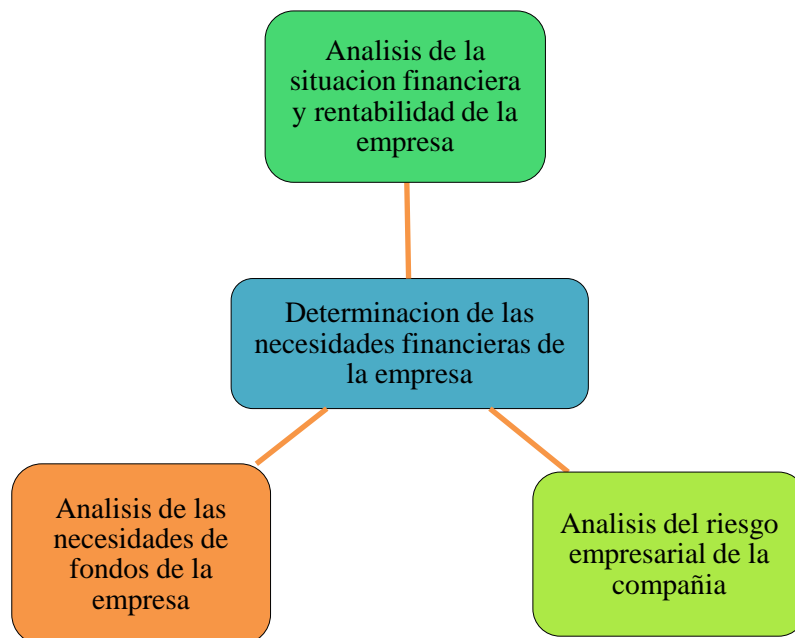 Analisis de la
situacion financiera
y rentabilidad de la
empresa
Determinacion de las
necesidades financieras de
la empresa
Analisis de las
necesidades de
fondos de la
empresa
Analisis del riesgo
empresarial de la
compañia